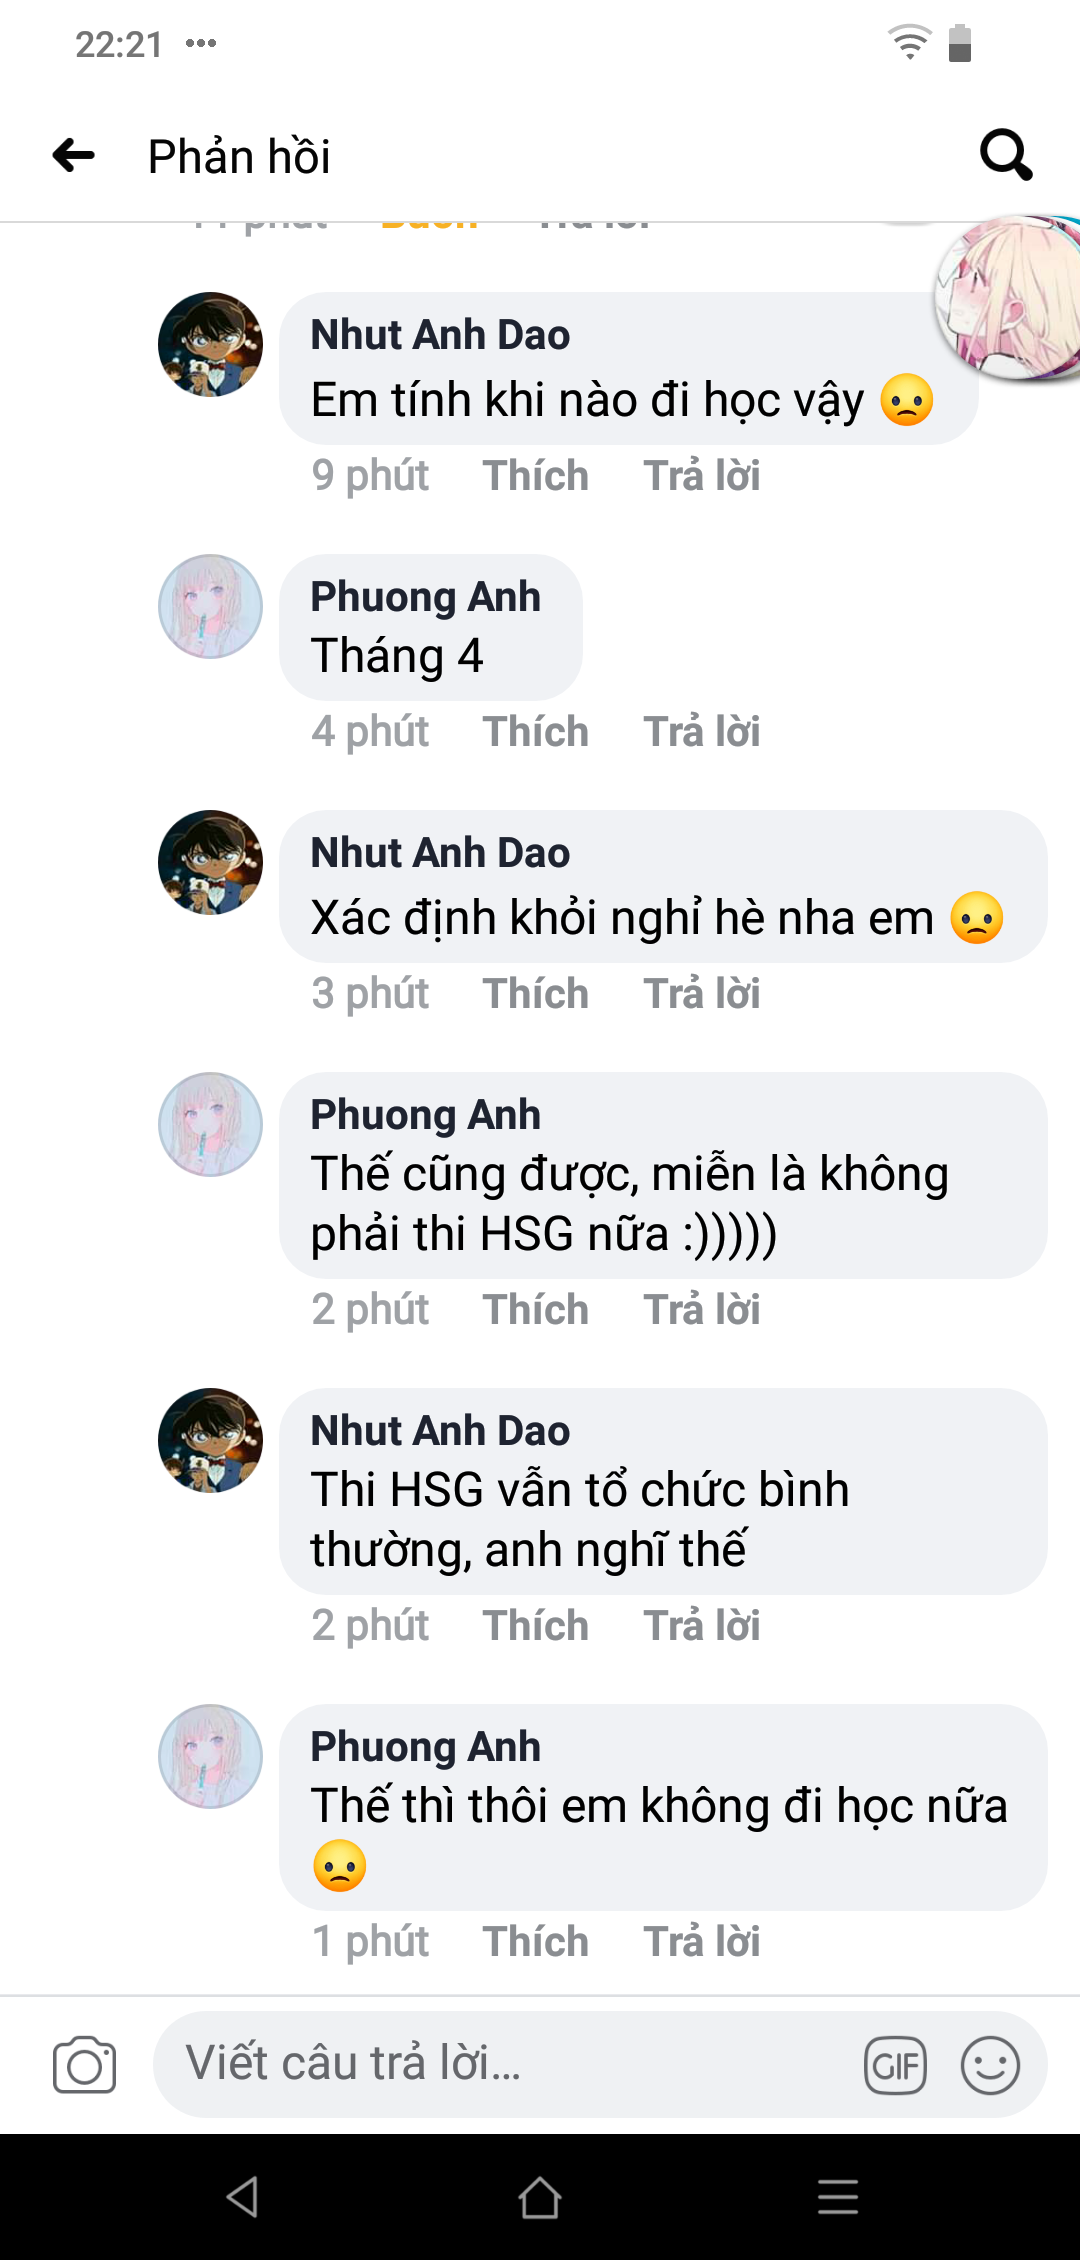 22:21
Phản hồi
Nhut Anh Dao
Em tính khi nào đi học vậy 😞
9 phút Thích Trả lời
Phuong Anh
Tháng 4
4 phút Thích Trả lời
Nhut Anh Dao
Xác định khỏi nghỉ hè nha em 😞
3 phút Thích Trả lời
Phuong Anh
Thế cũng được, miễn là không
phải thi HSG nữa :)))))
2 phút Thích Trả lời
Nhut Anh Dao
Thi HSG vẫn tổ chức bình
thường, anh nghĩ thế
2 phút Thích Trả lời
Phuong Anh
Thế thì thôi em không đi học nữa
😞
1 phút Thích Trả lời
Viết câu trả lời...
GIF